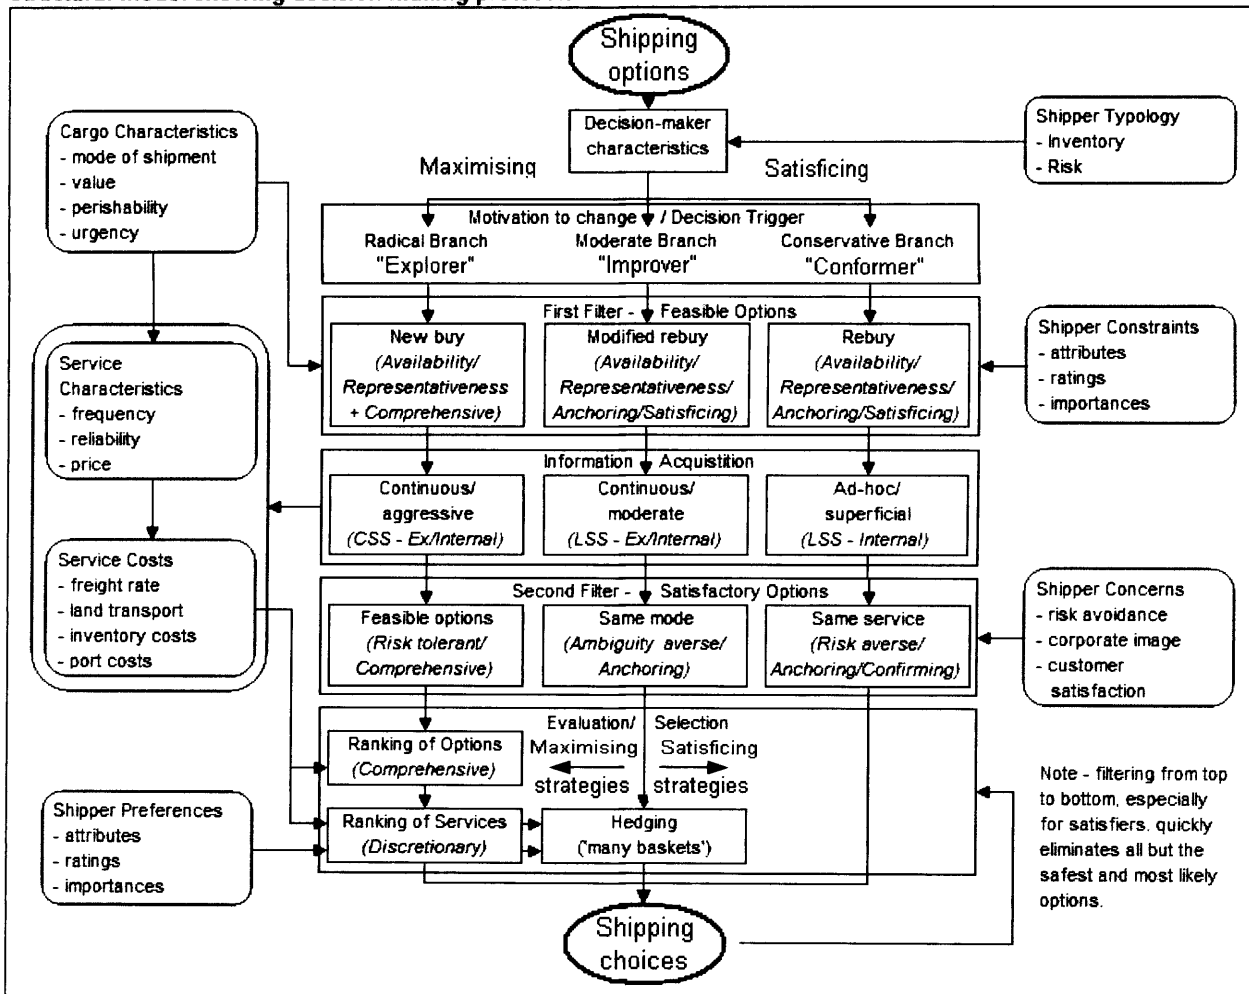 Shipping
options
Decision-maker
characteristics
Maximising
Satisficing
Shipper Typology
- Inventory
- Risk
Cargo Characteristics
- mode of shipment
- value
- perishability
- urgency
Motivation to change / Decision Trigger
Radical Branch
"Explorer"
Moderate Branch
"Improver"
Conservative Branch
"Conformer"
First Filter - Feasible Options
New buy
(Availability/
Representativeness
+ Comprehensive)
Modified rebuy
(Availability/
Representativeness/
Anchoring/Satisficing)
Rebuy
(Availability/
Representativeness/
Anchoring/Satisficing)
Shipper Constraints
- attributes
- ratings
- importances
Service
Characteristics
- frequency
- reliability
- price
Information Acquistition
Continuous/
aggressive
(CSS - Ex/Internal)
Continuous/
moderate
(LSS - Ex/Internal)
Ad-hoc/
superficial
(LSS - Internal)
Service Costs
- freight rate
- land transport
- inventory costs
- port costs
Second Filter - Satisfactory Options
Feasible options
(Risk tolerant/
Comprehensive)
Same mode
(Ambiguity averse/
Anchoring)
Same service
(Risk averse/
Anchoring/Confirming)
Shipper Concerns
- risk avoidance
- corporate image
- customer
satisfaction
Evaluation/ Selection
Maximising
strategies
Satisficing
strategies
Ranking of Options
(Comprehensive)
Ranking of Services
(Discretionary)
Hedging
('many baskets')
Shipper Preferences
- attributes
- ratings
- importances
Note - filtering from top
to bottom, especially
for satisfiers, quickly
eliminates all but the
safest and most likely
options.
Shipping
choices